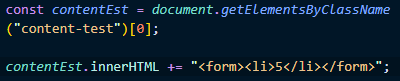 const contentEst = document.getElementsByClassName
("content-test")[0];
contentEst.innerHTML += "<form><li>5</li></form>";